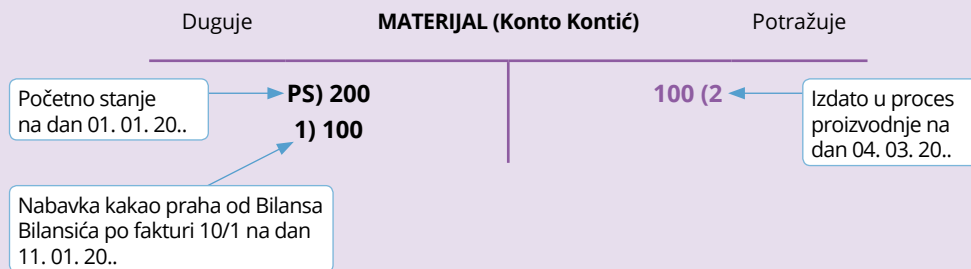 Duguje MATERIJAL (Konto Kontić) Potražuje
Početno stanje
na dan 01. 01. 20..
PS) 200
1) 100
100 (2
Izdato u proces
proizvodnje na
dan 04. 03. 20..
Nabavka kakao praha od Bilansa
Bilansića po fakturi 10/1 na dan
11. 01. 20..